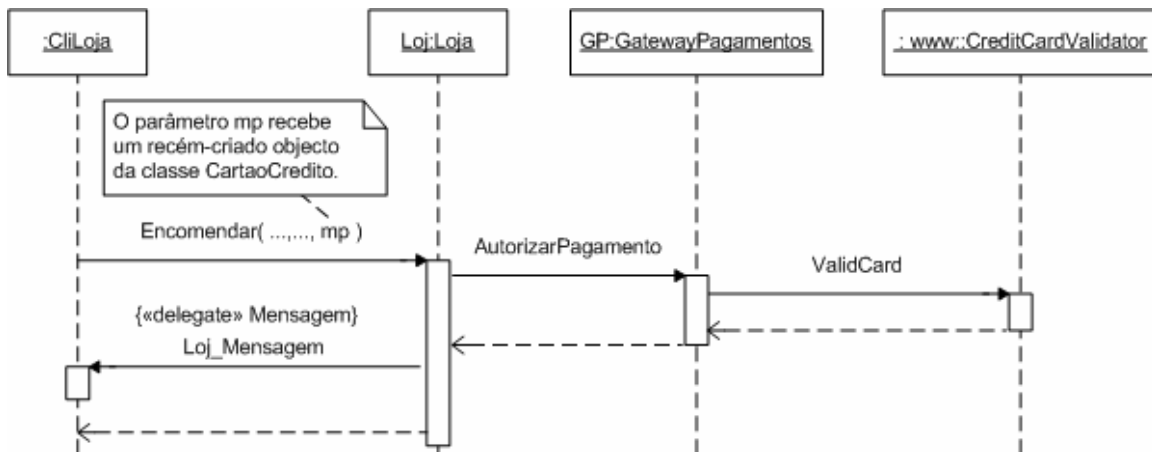 :CliLoja
Loj:Loja
GP:GatewayPagamentos
: www::CreditCardValidator
O parâmetro mp recebe
um recém-criado objecto
da classe CartaoCredito.
Encomendar( ...,..., mp )
AutorizarPagamento
ValidCard
{«delegate» Mensagem}
Loj_Mensagem